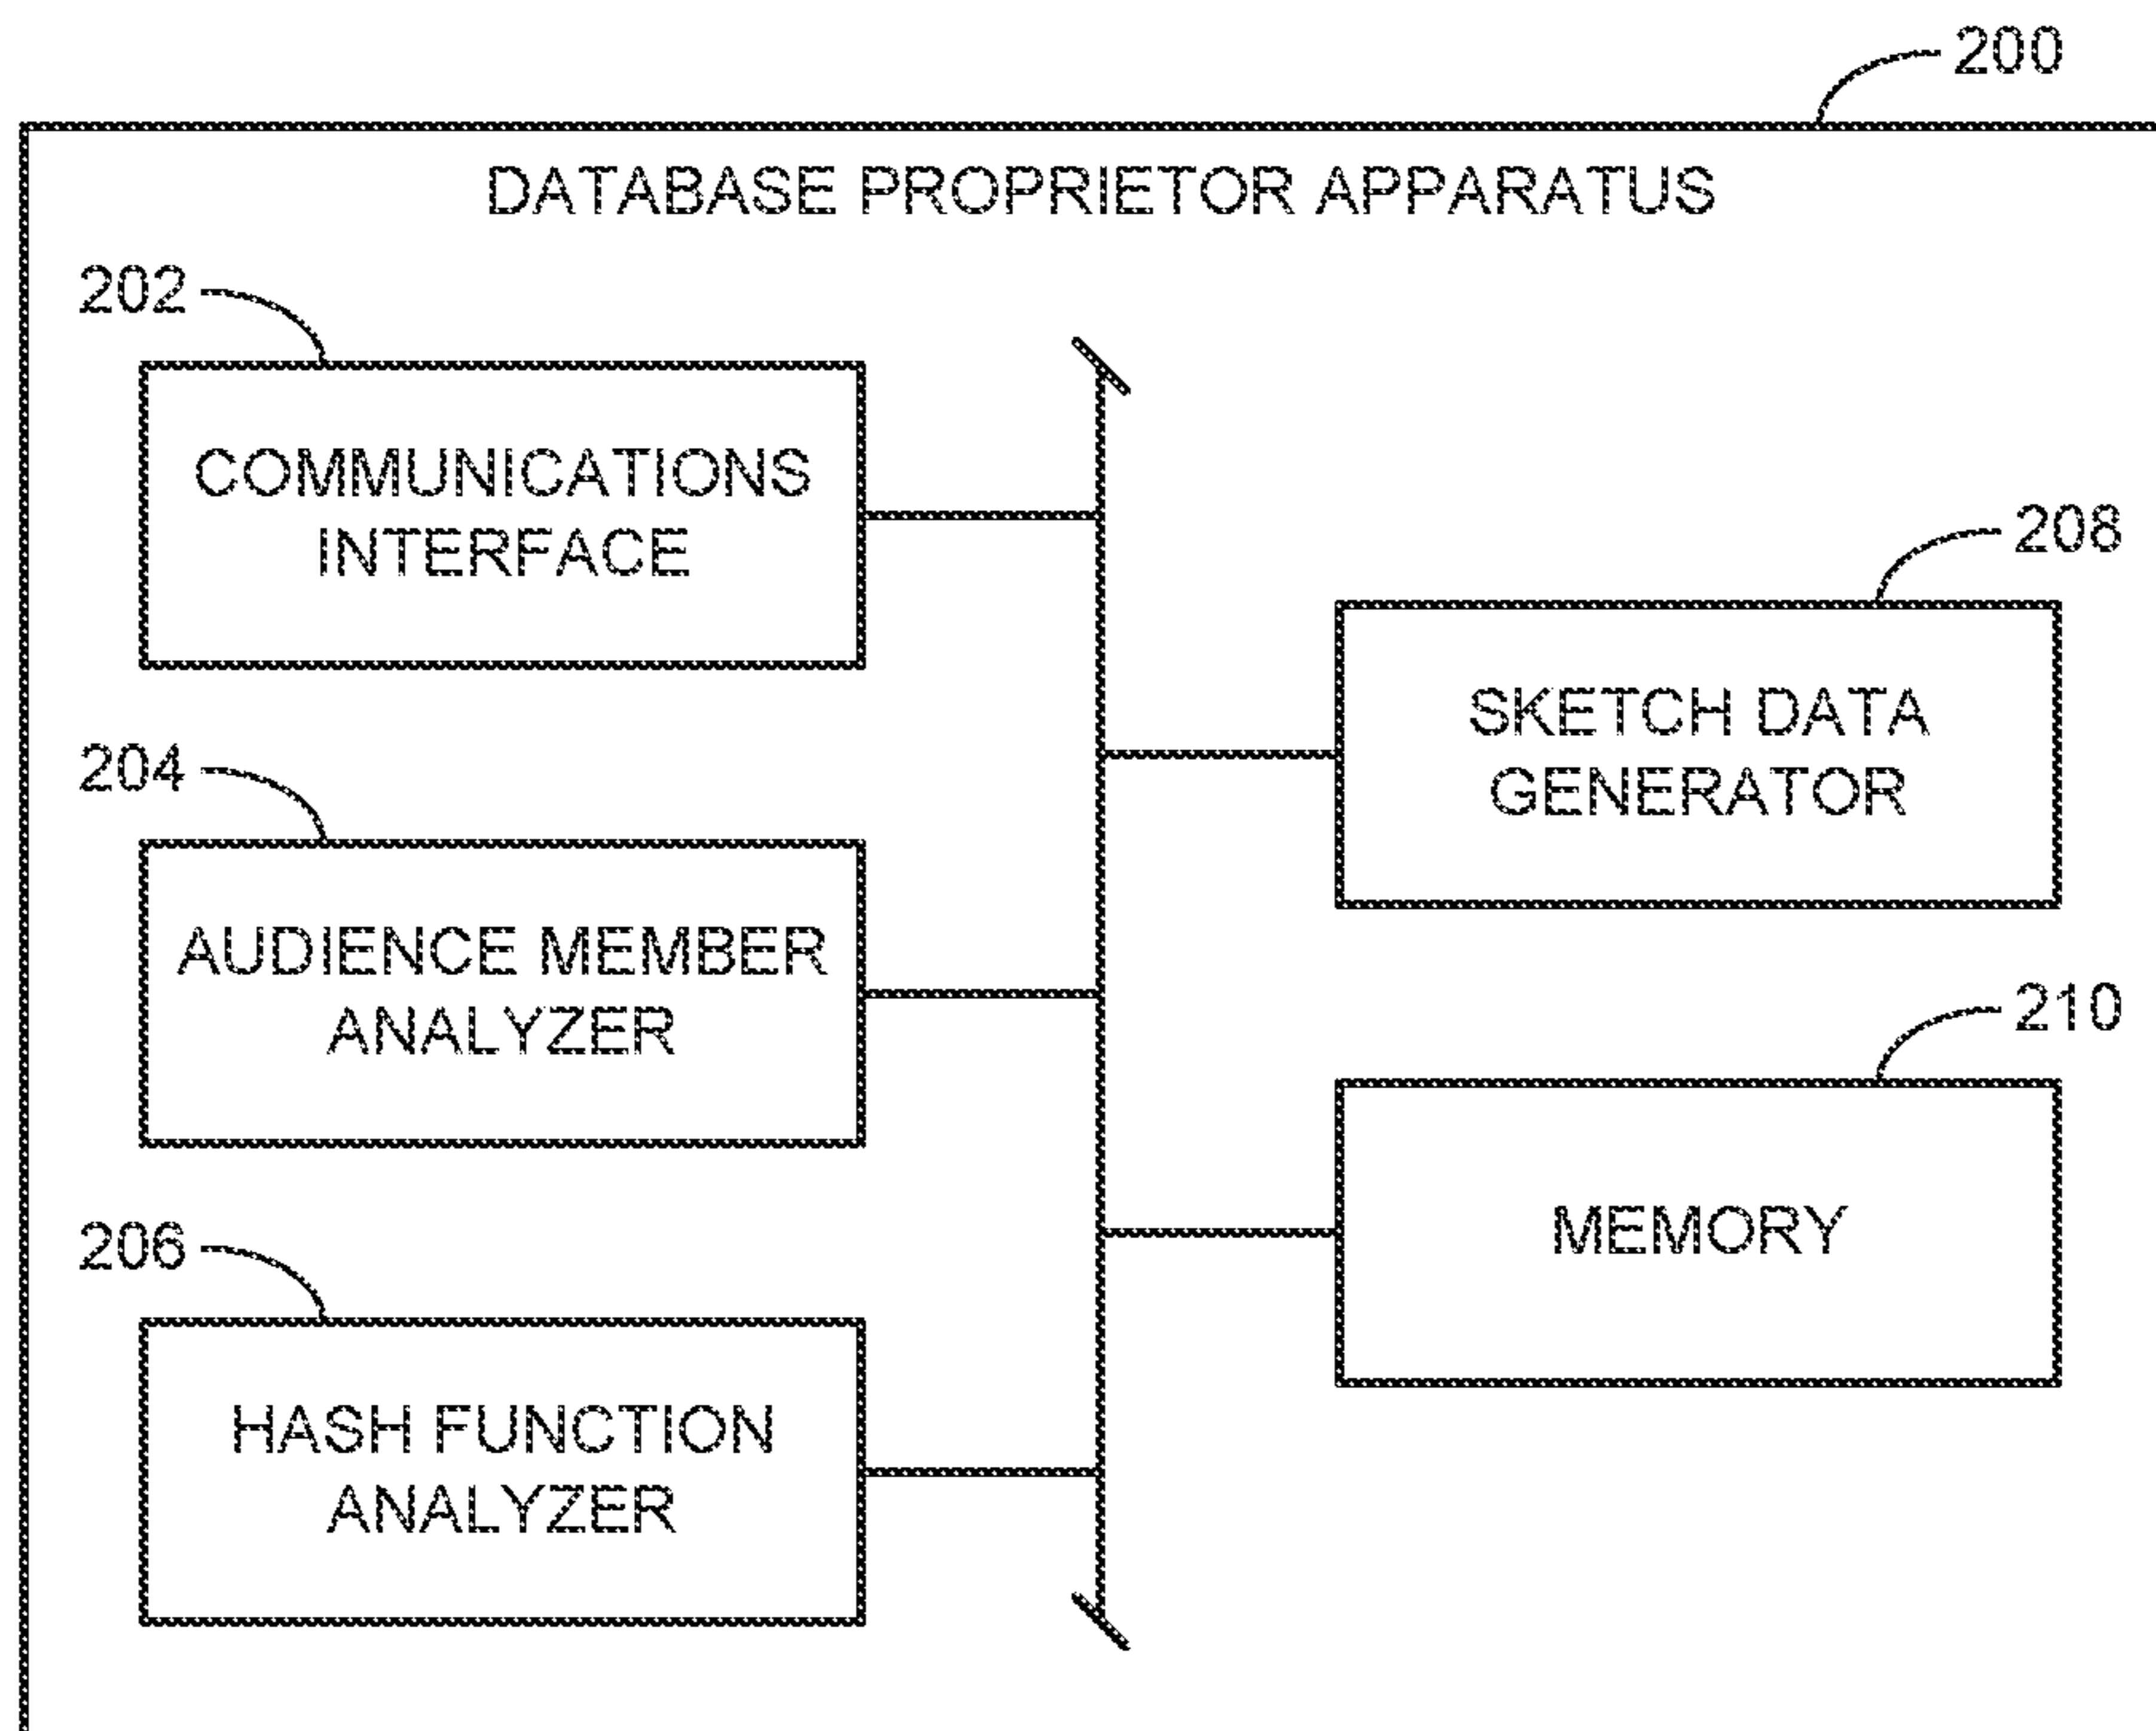 200
DATABASE PROPRIETOR APPARATUS
202
COMMUNICATIONS
INTERFACE
208
SKETCH DATA
GENERATOR
204
AUDIENCE MEMBER
ANALYZER
210
MEMORY
206
HASH FUNCTION
ANALYZER